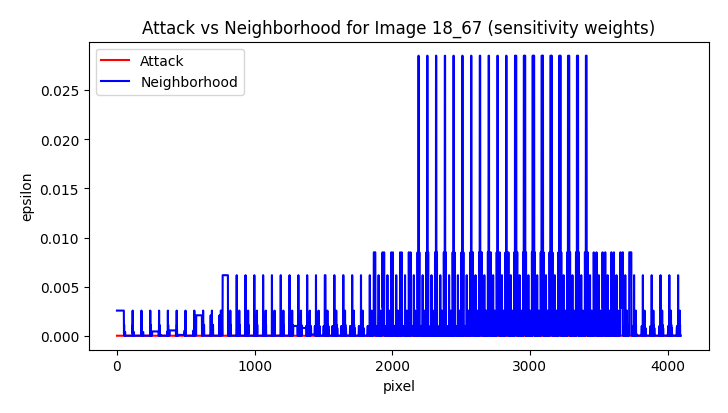 Attack vs Neighborhood for Image 18_67 (sensitivity weights)
Attack
Neighborhood
epsilon
0.025
0.020
0.015
0.010
0.005
0.000
0 1000 2000 3000 4000
pixel